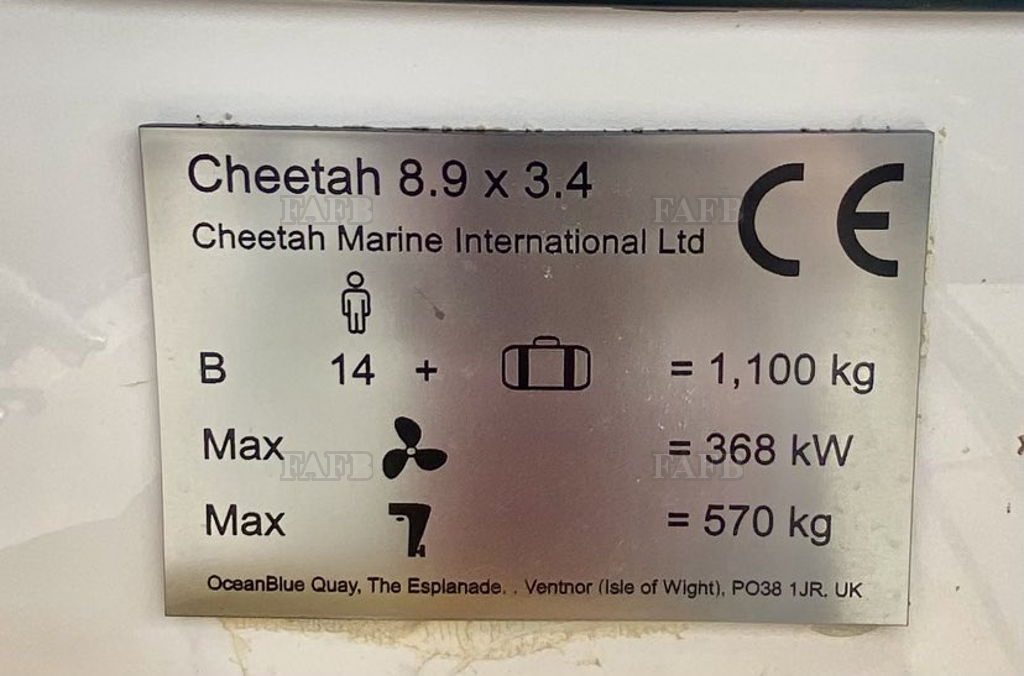 Cheetah 8.9 x 3.4
CE
FAFB FAFB
Cheetah Marine International Ltd
B 14 + = 1,100 kg
Max = 368 kW
FAFB FAFB
Max = 570 kg
OceanBlue Quay, The Esplanade, . Ventnor (Isle of Wight), PO38 1JR. UK